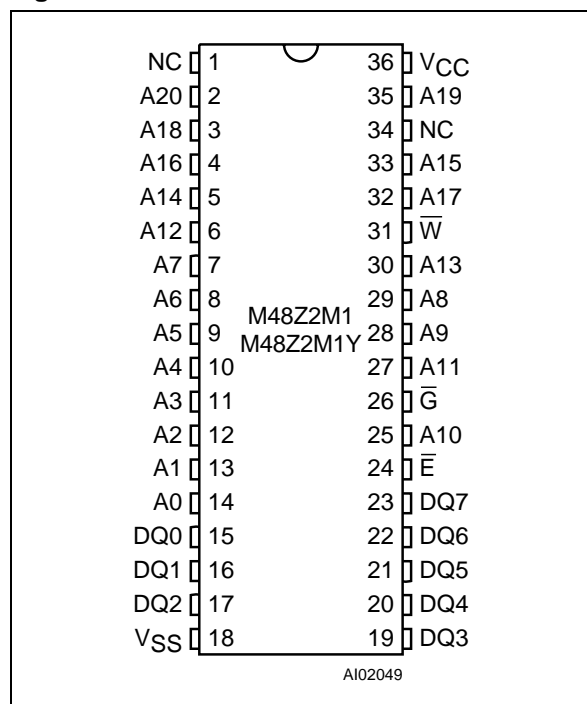 NC 1 36 VCC
A20 2 35 A19
A18 3 34 NC
A16 4 33 A15
A14 5 32 A17
A12 6 31 W̅
A7 7 30 A13
A6 8 29 A8
M48Z2M1
A5 9 28 A9
M48Z2M1Y
A4 10 27 A11
A3 11 26 G̅
A2 12 25 A10
A1 13 24 E̅
A0 14 23 DQ7
DQ0 15 22 DQ6
DQ1 16 21 DQ5
DQ2 17 20 DQ4
VSS 18 19 DQ3
AI02049